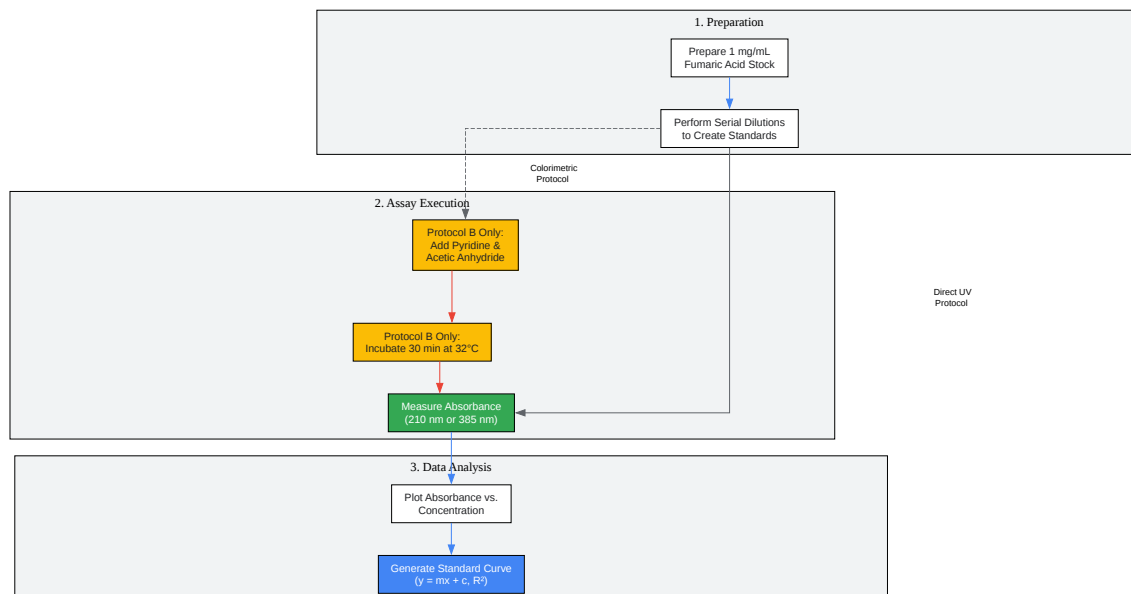 1. Preparation
Prepare 1 mg/mL
Fumaric Acid Stock
Perform Serial Dilutions
to Create Standards
Colorimetric
Protocol
2. Assay Execution
Protocol B Only:
Add Pyridine &
Acetic Anhydride
Direct UV
Protocol
Protocol B Only:
Incubate 30 min at 32°C
Measure Absorbance
(210 nm or 385 nm)
3. Data Analysis
Plot Absorbance vs.
Concentration
Generate Standard Curve
(y = mx + c, R²)